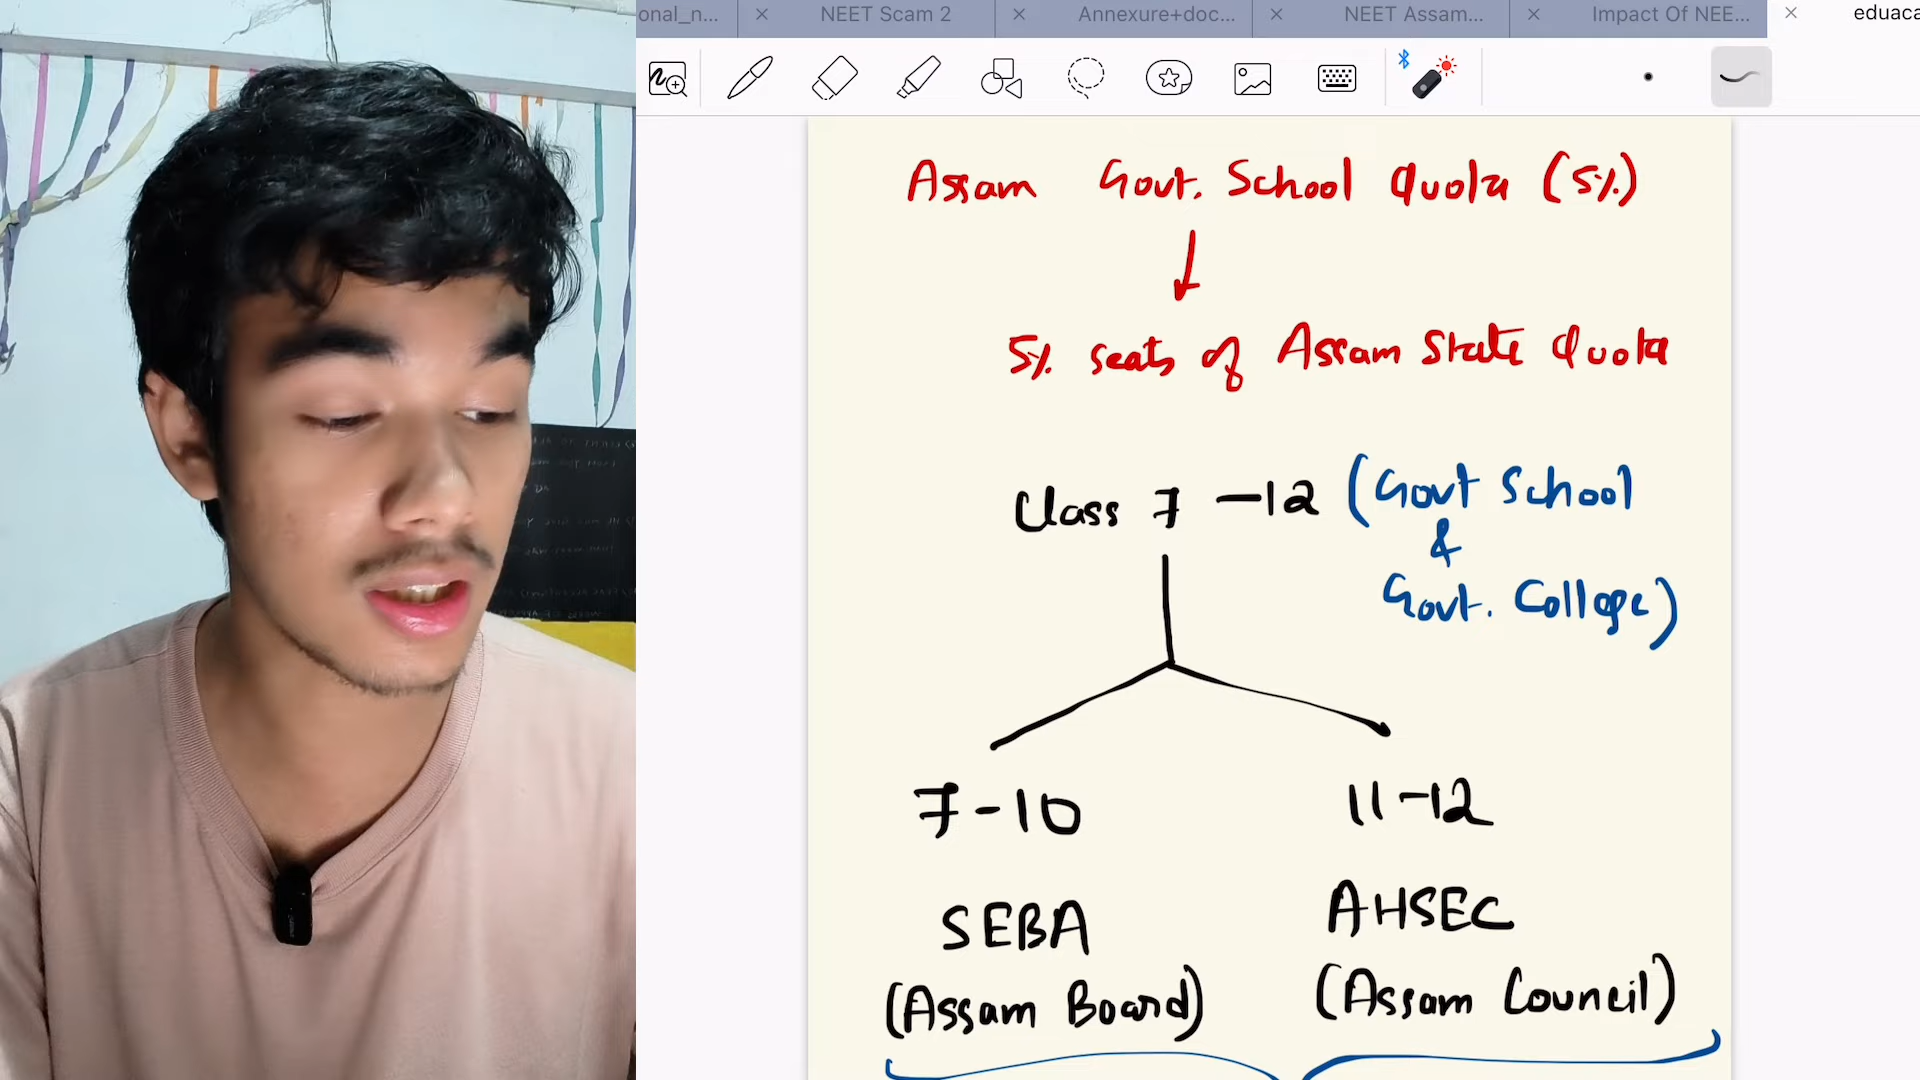 onal_n...
NEET Scam 2
Annexure+doc...
NEET Assam...
Impact Of NEE...
eduaca
Assam Govt. School Quota (5%)
5% seats of Assam State Quota
Class 7 -12 (Govt School
&
Govt. College)
7-10
11-12
SEBA
AHSEC
(Assam Board)
(Assam Council)